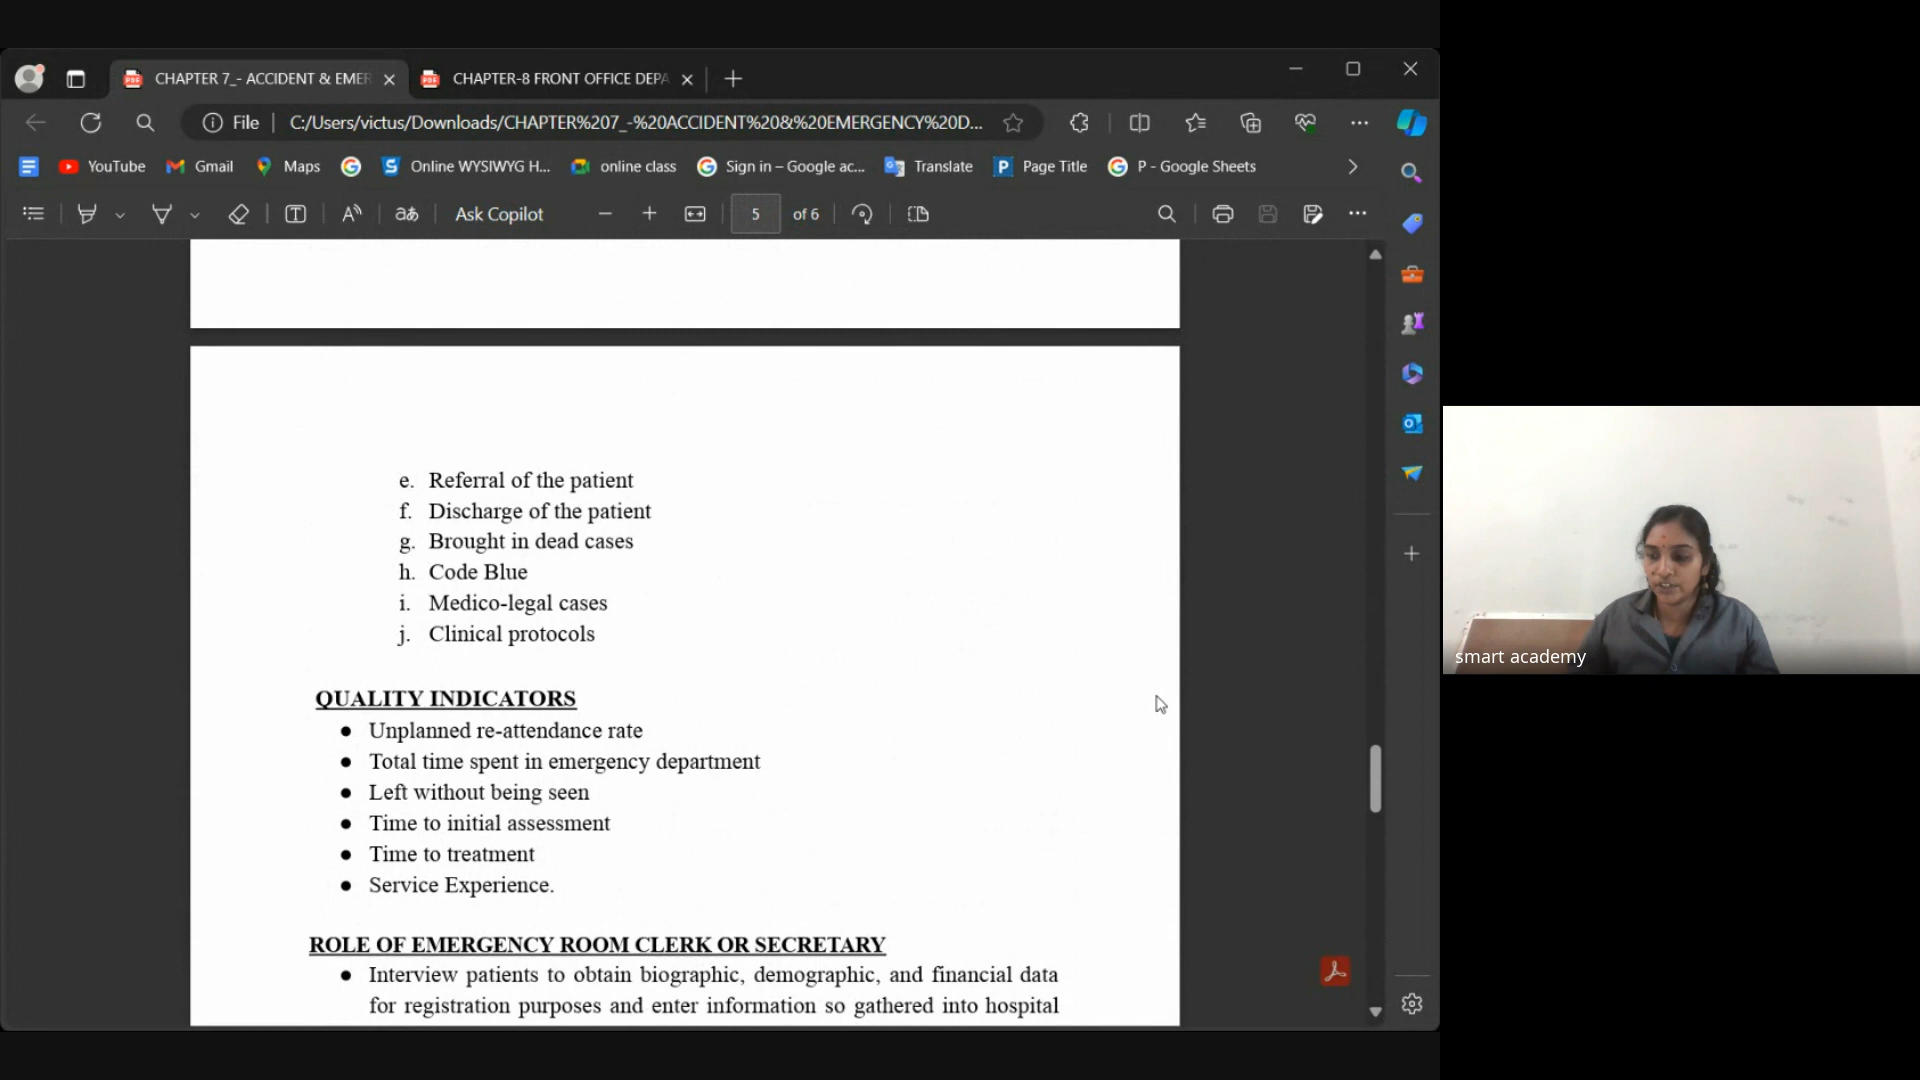 CHAPTER 7_- ACCIDENT & EMER
CHAPTER-8 FRONT OFFICE DEPA
File
C:/Users/victus/Downloads/CHAPTER%207_-%20ACCIDENT%20&%20EMERGENCY%20D...
YouTube
Gmail
Maps
Online WYSIWYG H...
online class
Sign in – Google ac...
Translate
Page Title
P - Google Sheets
Ask Copilot
5
of 6
e. Referral of the patient
f. Discharge of the patient
g. Brought in dead cases
h. Code Blue
i. Medico-legal cases
j. Clinical protocols
QUALITY INDICATORS
● Unplanned re-attendance rate
● Total time spent in emergency department
● Left without being seen
● Time to initial assessment
● Time to treatment
● Service Experience.
ROLE OF EMERGENCY ROOM CLERK OR SECRETARY
● Interview patients to obtain biographic, demographic, and financial data
for registration purposes and enter information so gathered into hospital
smart academy